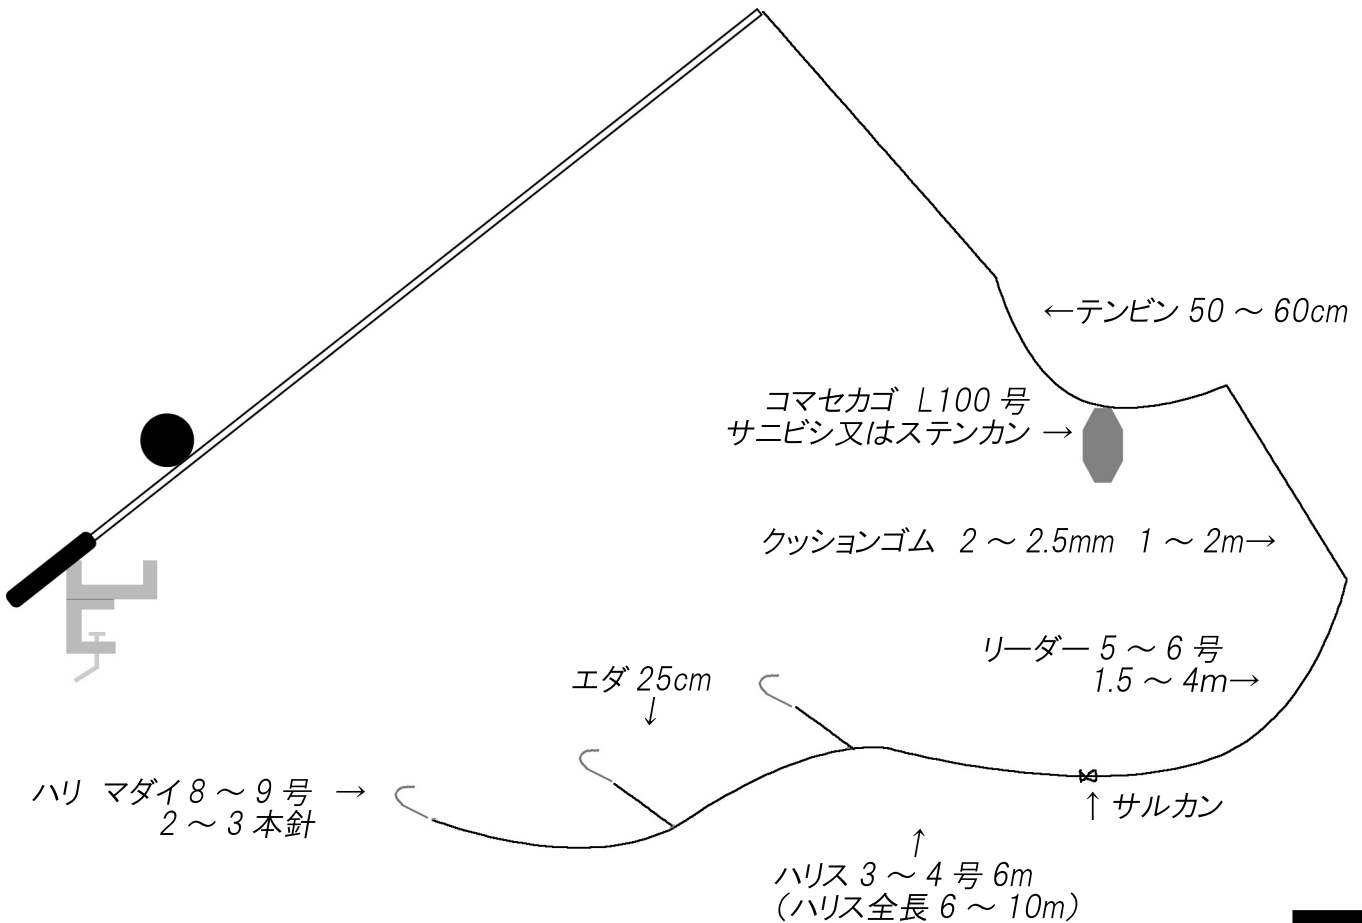 ←テンビン 50 ～ 60cm
コマセカゴ L100 号
サニビシ又はステンカン →
クッションゴム 2 ～ 2.5mm 1 ～ 2m→
リーダー 5 ～ 6 号
1.5 ～ 4m→
エダ 25cm
↓
ハリ マダイ 8 ～ 9 号 →
2 ～ 3 本針
↑ サルカン
↑
ハリス 3 ～ 4 号 6m
（ハリス全長 6 ～ 10m）